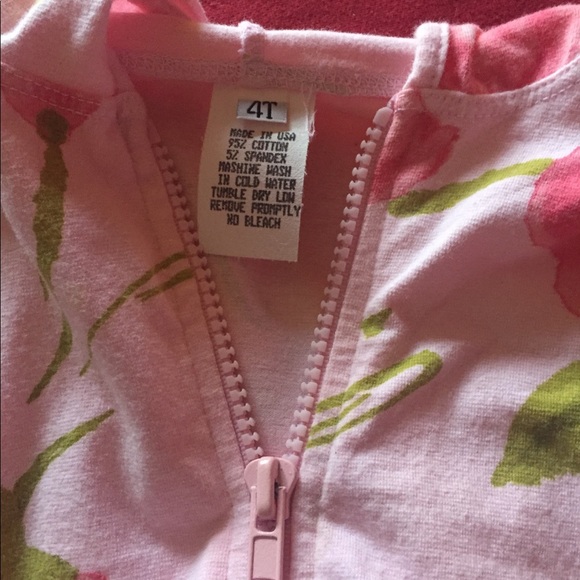 4T
MADE IN USA
95% COTTON
5% SPANDEX
MASHINE WASH
IN COLD WATER
TUMBLE DRY LOW
REMOVE PROMPTLY
NO BLEACH